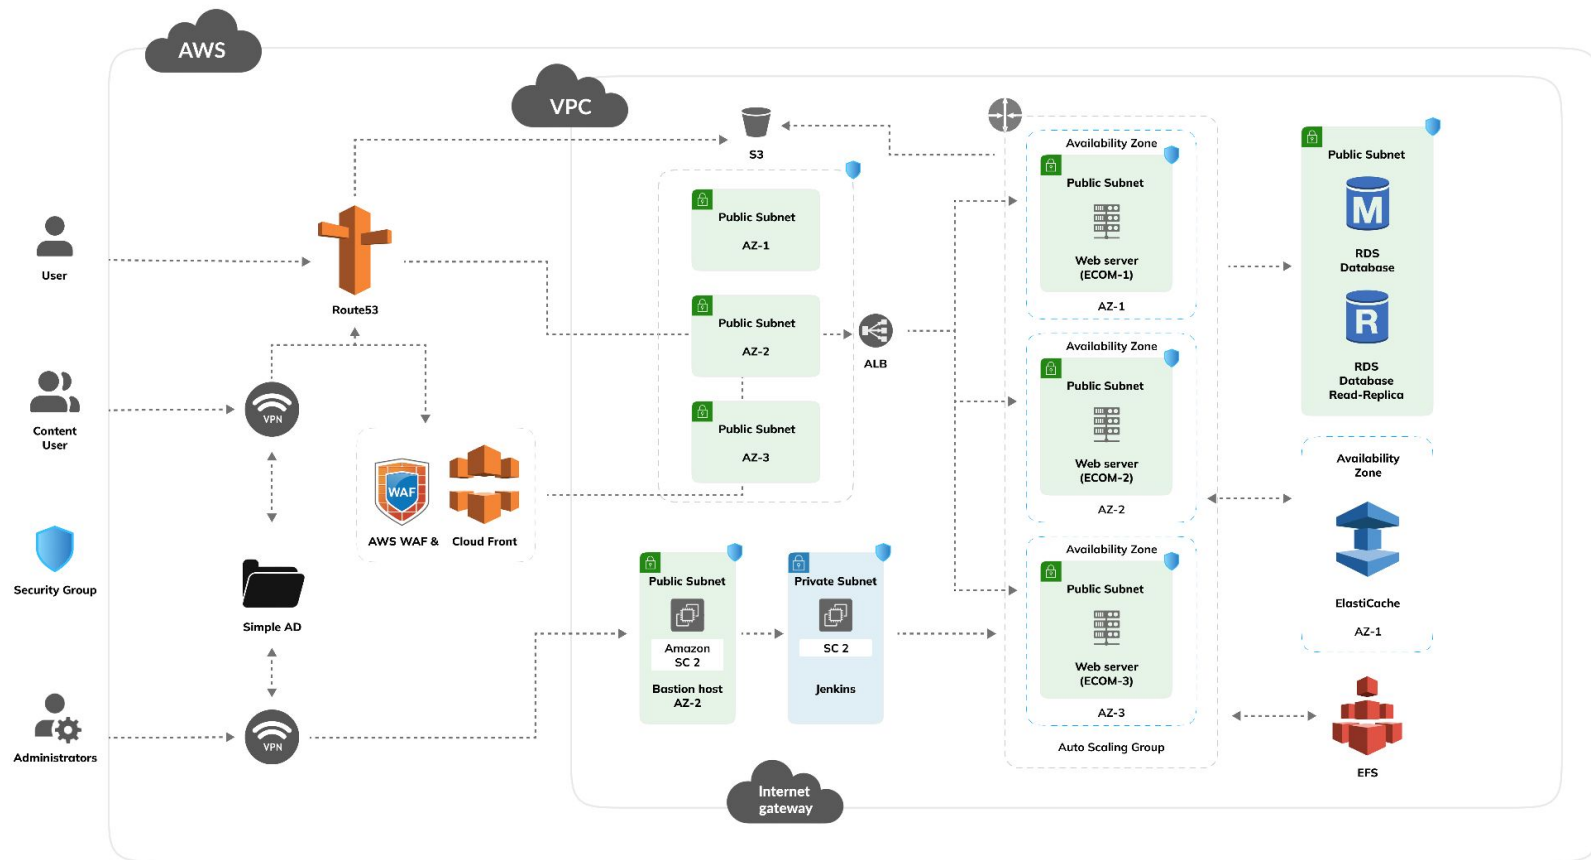 AWS
VPC
S3
User
Route53
Content
User
VPN
AWS WAF &
WAF
Cloud Front
Security Group
Simple AD
Administrators
VPN
Public Subnet
AZ-1
Public Subnet
AZ-2
Public Subnet
AZ-3
ALB
Public Subnet
Amazon
SC 2
Bastion host
AZ-2
Private Subnet
SC 2
Jenkins
Availability Zone
Public Subnet
Web server
(ECOM-1)
AZ-1
Availability Zone
Public Subnet
Web server
(ECOM-2)
AZ-2
Availability Zone
Public Subnet
Web server
(ECOM-3)
AZ-3
Auto Scaling Group
Public Subnet
M
RDS
Database
R
RDS
Database
Read-Replica
Availability
Zone
ElastiCache
AZ-1
EFS
Internet
gateway